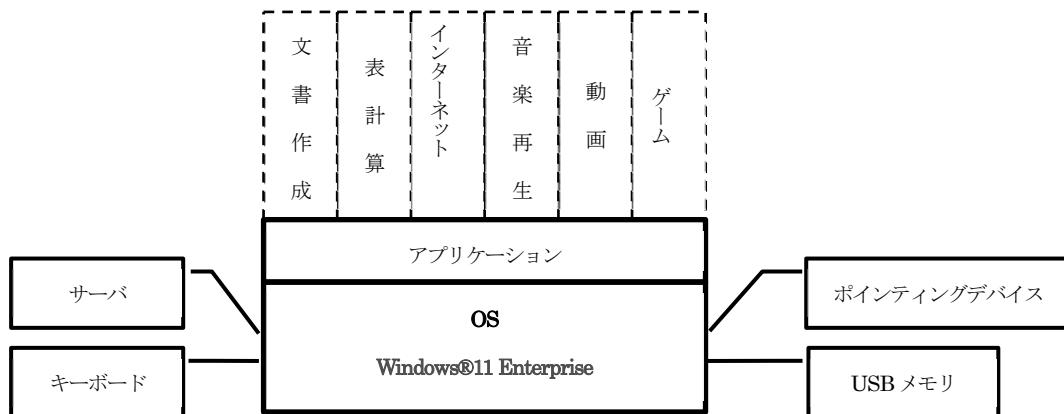 文書作成
表計算
インターネット
音楽再生
動画
ゲーム
アプリケーション
サーバ
ポインティングデバイス
OS
Windows®11 Enterprise
キーボード
USB メモリ